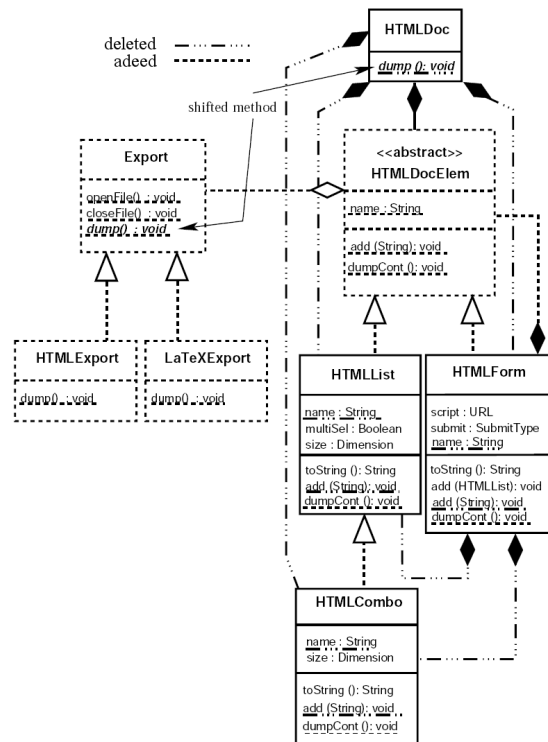 deleted
adeed
shifted method
HTMLDoc
dump (): void
Export
openFile() : void
closeFile() : void
dump() : void
<<abstract>>
HTMLDocElem
name : String
add (String): void
dumpCont (): void
HTMLExport
dump() : void
LaTeXExport
dump() : void
HTMLList
name : String
multiSel : Boolean
size : Dimension
toString (): String
add (String): void
dumpCont (): void
HTMLForm
script : URL
submit : SubmitType
name : String
toString (): String
add (HTMLList): void
add (String): void
dumpCont (): void
HTMLCombo
name : String
size : Dimension
toString (): String
add (String): void
dumpCont (): void